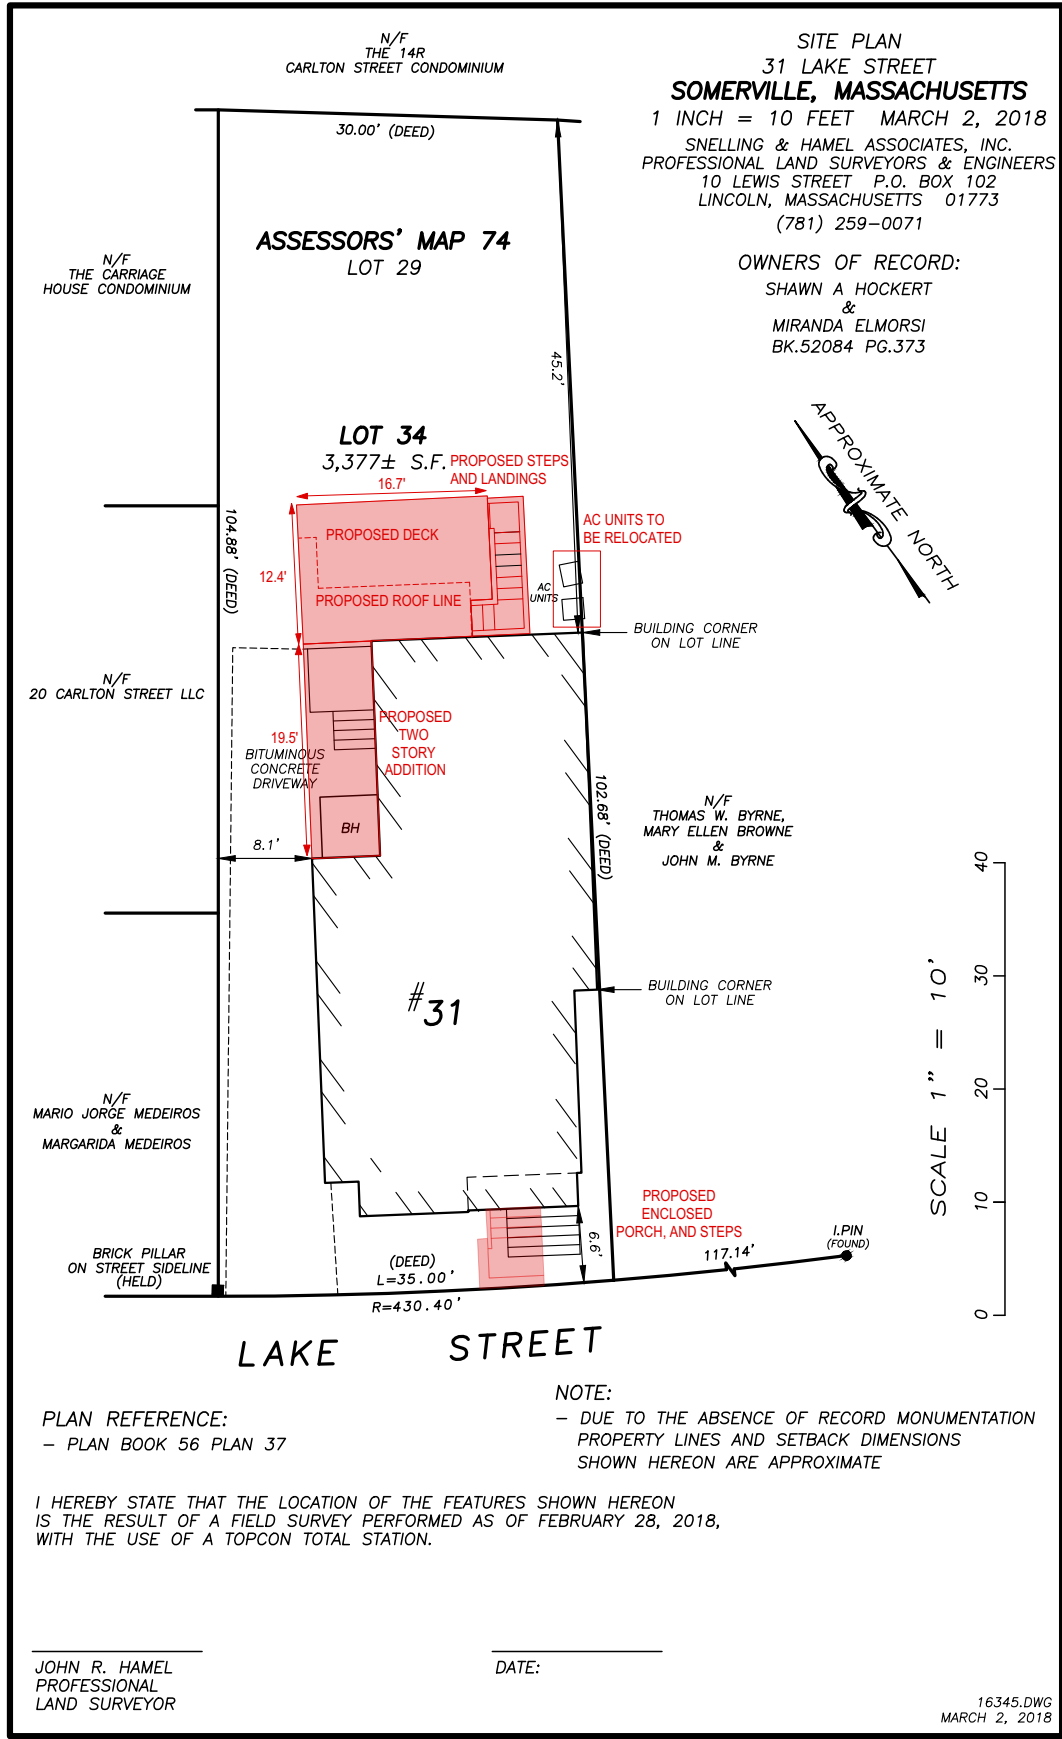 N/F
THE 14R
CARLTON STREET CONDOMINIUM
SITE PLAN
31 LAKE STREET
SOMERVILLE, MASSACHUSETTS
1 INCH = 10 FEET MARCH 2, 2018
SNELLING & HAMEL ASSOCIATES, INC.
PROFESSIONAL LAND SURVEYORS & ENGINEERS
10 LEWIS STREET P.O. BOX 102
LINCOLN, MASSACHUSETTS 01773
(781) 259-0071
OWNERS OF RECORD:
SHAWN A HOCKERT
&
MIRANDA ELMORSI
BK.52084 PG.373
30.00' (DEED)
ASSESSORS' MAP 74
LOT 29
N/F
THE CARRIAGE
HOUSE CONDOMINIUM
45.2'
APPROXIMATE NORTH
LOT 34
3,377± S.F.
PROPOSED STEPS
AND LANDINGS
16.7'
104.88' (DEED)
PROPOSED DECK
AC UNITS TO
BE RELOCATED
12.4'
PROPOSED ROOF LINE
AC
UNITS
BUILDING CORNER
ON LOT LINE
N/F
20 CARLTON STREET LLC
PROPOSED
TWO
STORY
ADDITION
19.5'
BITUMINOUS
CONCRETE
DRIVEWAY
BH
8.1'
102.68' (DEED)
N/F
THOMAS W. BYRNE,
MARY ELLEN BROWNE
&
JOHN M. BYRNE
#31
BUILDING CORNER
ON LOT LINE
SCALE 1" = 10'
40
30
20
10
0
N/F
MARIO JORGE MEDEIROS
&
MARGARIDA MEDEIROS
PROPOSED
ENCLOSED
PORCH, AND STEPS
6.6'
117.14'
I.PIN
(FOUND)
BRICK PILLAR
ON STREET SIDELINE
(HELD)
(DEED)
L=35.00'
R=430.40'
LAKE STREET
PLAN REFERENCE:
- PLAN BOOK 56 PLAN 37
NOTE:
- DUE TO THE ABSENCE OF RECORD MONUMENTATION
PROPERTY LINES AND SETBACK DIMENSIONS
SHOWN HEREON ARE APPROXIMATE
I HEREBY STATE THAT THE LOCATION OF THE FEATURES SHOWN HEREON
IS THE RESULT OF A FIELD SURVEY PERFORMED AS OF FEBRUARY 28, 2018,
WITH THE USE OF A TOPCON TOTAL STATION.
JOHN R. HAMEL
PROFESSIONAL
LAND SURVEYOR
DATE:
16345.DWG
MARCH 2, 2018